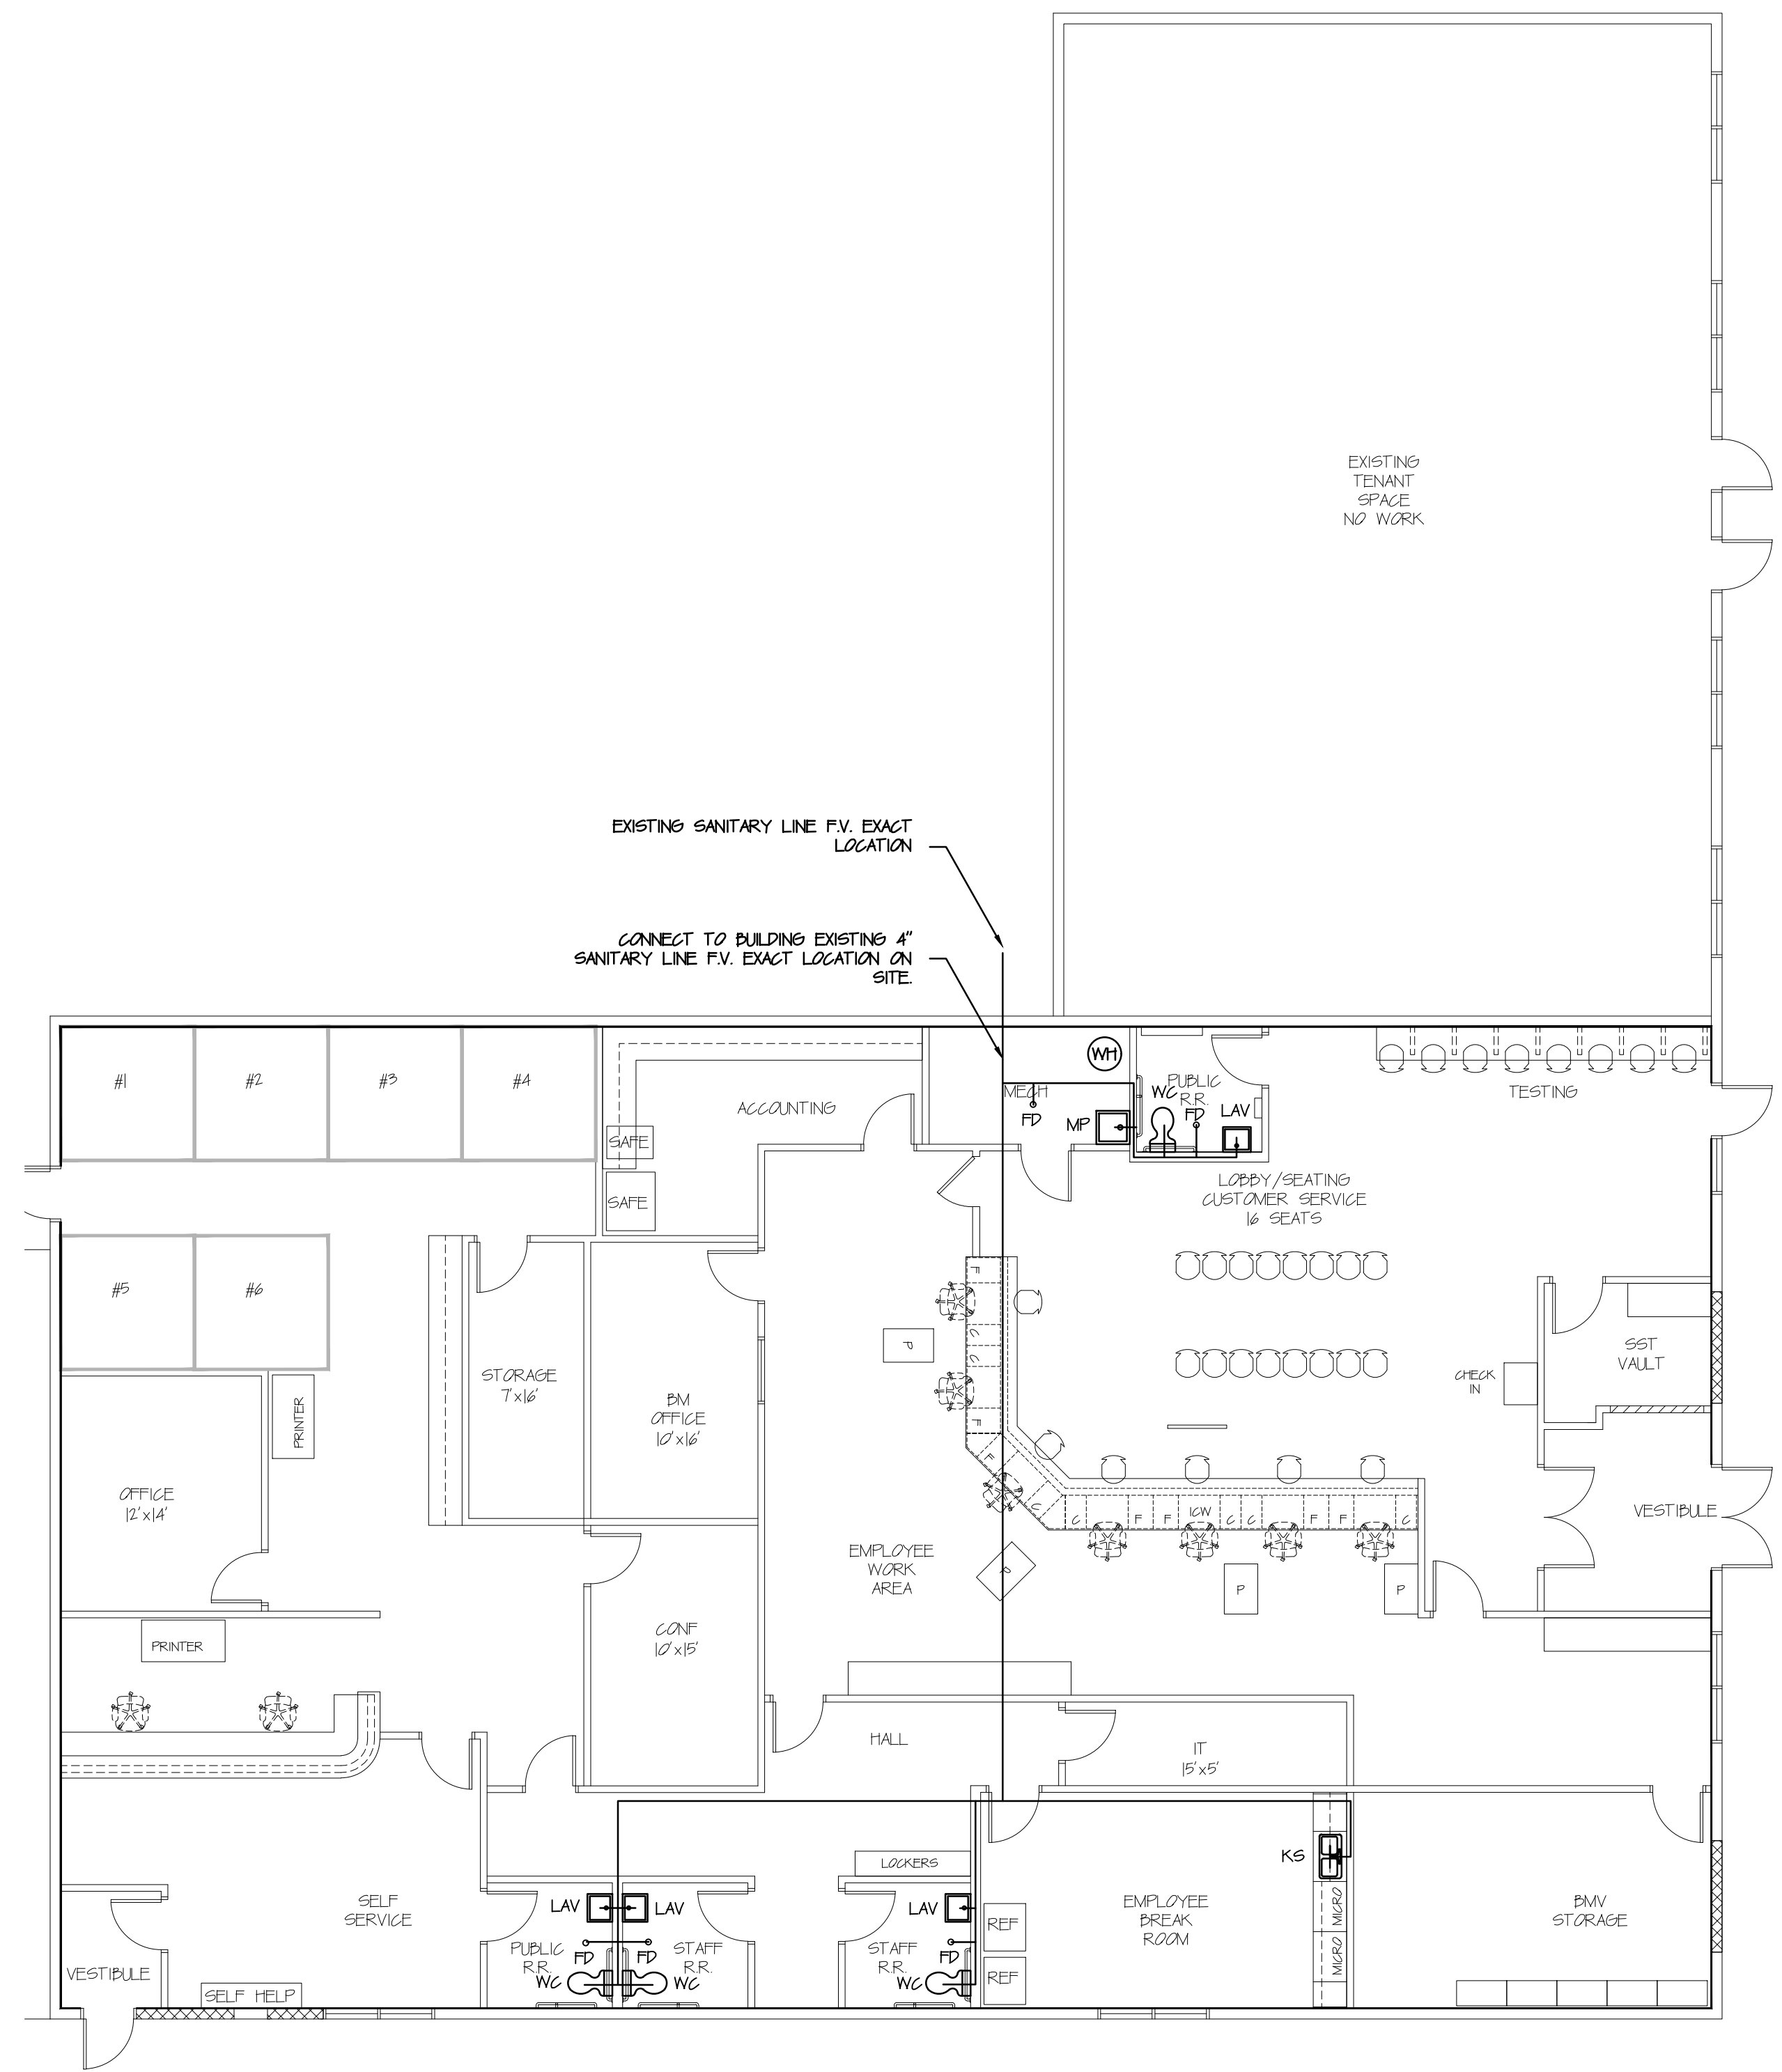 EXISTING
TENANT
SPACE
NO WORK
EXISTING SANITARY LINE F.V. EXACT
LOCATION
CONNECT TO BUILDING EXISTING 4"
SANITARY LINE F.V. EXACT LOCATION ON
SITE.
#1
#2
#3
#4
ACCOUNTING
SAFE
SAFE
MECH
WH
FD
MP
PUBLIC
R.R.
WC
FD
LAV
TESTING
LOBBY/SEATING
CUSTOMER SERVICE
16 SEATS
#5
#6
PRINTER
STORAGE
7'x16'
BM
OFFICE
10'x16'
P
F
C
C
F
F
C
CHECK
IN
SST
VAULT
OFFICE
12'x14'
C
F
F
ICW
C
C
F
F
C
VESTIBULE
EMPLOYEE
WORK
AREA
P
P
P
PRINTER
CONF
10'x15'
HALL
IT
15'x5'
LOCKERS
KS
SELF
SERVICE
LAV
LAV
LAV
FD
FD
FD
PUBLIC
R.R.
WC
STAFF
R.R.
WC
STAFF
R.R.
WC
REF
REF
EMPLOYEE
BREAK
ROOM
MICRO
MICRO
BMV
STORAGE
VESTIBULE
SELF HELP